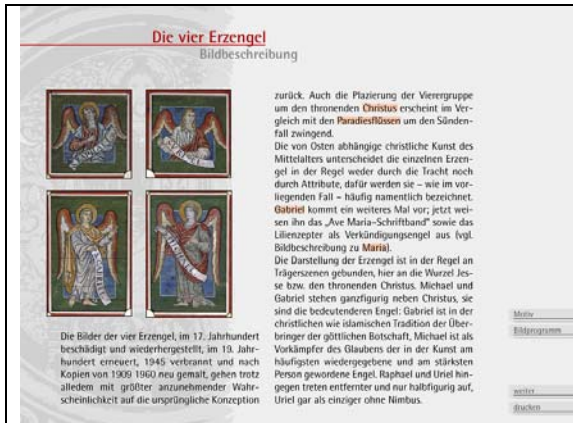 Die vier Erzengel
Bildbeschreibung
Die Bilder der vier Erzengel, im 17. Jahrhundert
beschädigt und wiederhergestellt, im 19. Jahr-
hundert erneuert, 1945 verbrannt und nach
Kopien von 1909 1960 neu gemalt, gehen trotz
alledem mit größter anzunehmender Wahr-
scheinlichkeit auf die ursprüngliche Konzeption
zurück. Auch die Plazierung der Vierergruppe
um den thronenden Christus erscheint im Ver-
gleich mit den Paradiesflüssen um den Sünden-
fall zwingend.
Die von Osten abhängige christliche Kunst des
Mittelalters unterscheidet die einzelnen Erzen-
gel in der Regel weder durch die Tracht noch
durch Attribute, dafür werden sie – wie im vor-
liegenden Fall – häufig namentlich bezeichnet.
Gabriel kommt ein weiteres Mal vor; jetzt wei-
sen ihn das „Ave Maria–Schriftband" sowie das
Lilienzepter als Verkündigungsengel aus (vgl.
Bildbeschreibung zu Maria).
Die Darstellung der Erzengel ist in der Regel an
Trägerszenen gebunden, hier an die Wurzel Jes-
se bzw. den thronenden Christus. Michael und
Gabriel stehen ganzfigurig neben Christus, sie
sind die bedeutenderen Engel: Gabriel ist in der
christlichen wie islamischen Tradition der Über-
bringer der göttlichen Botschaft, Michael ist als
Vorkämpfer des Glaubens der in der Kunst am
häufigsten wiedergegebene und am stärksten
Person gewordene Engel. Raphael und Uriel hin-
gegen treten entfernter und nur halbfigurig auf,
Uriel gar als einziger ohne Nimbus.
Motiv
Bildprogramm
weiter
drucken